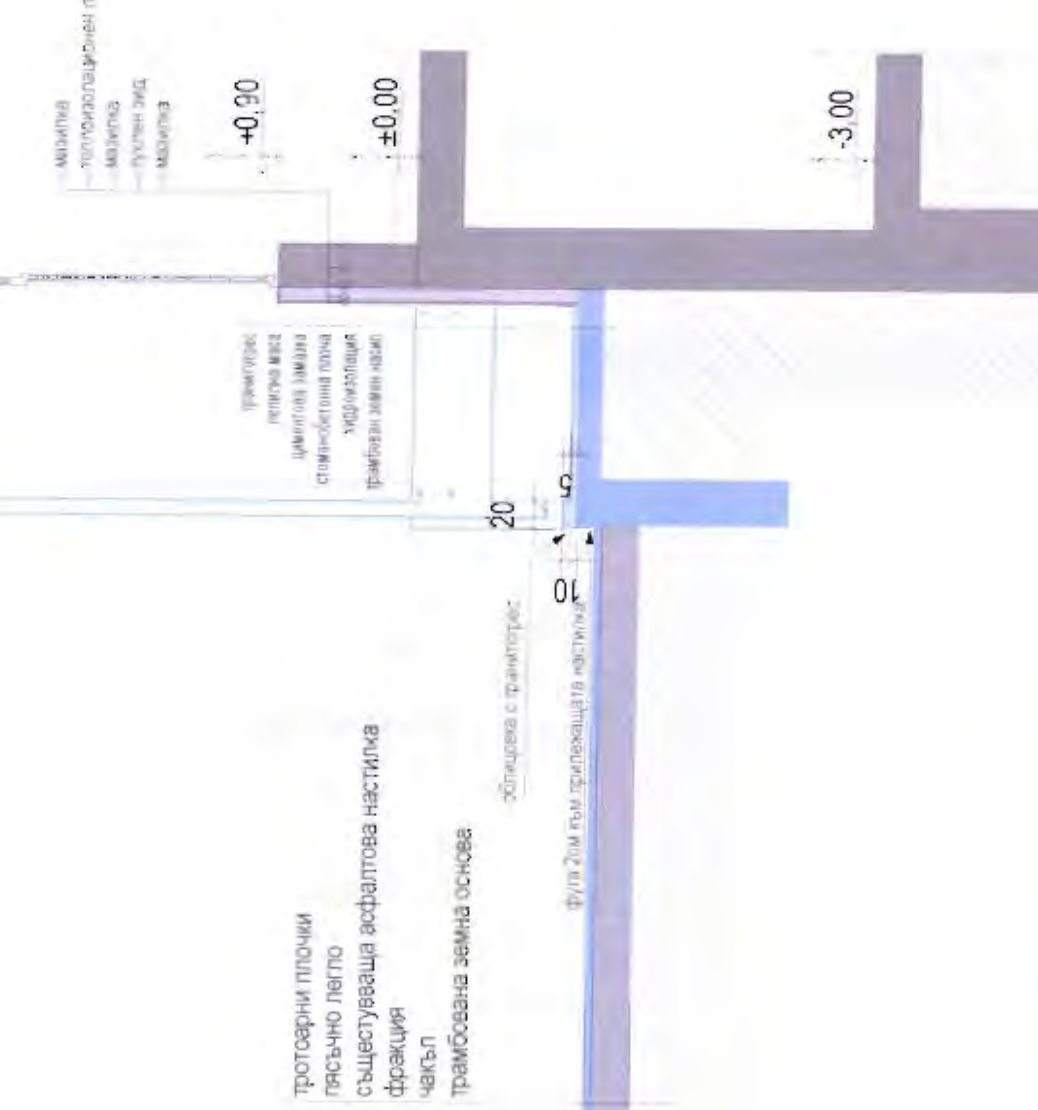 мазилка
топлоизолационен п
мазилка
тухлен зид
мазилка
+0,90
±0,00
-3,00
гранитогрес
лепилна маса
циментова замазка
стоманобетонна плоча
хидроизолация
трамбован земен насип
20
5
10
облицовка с гранитогрес
фуга 2см към прилежащата настилка
тротоарни плочки
пясъчно легло
съществуваща асфалтова настилка
фракция
чакъл
трамбована земна основа